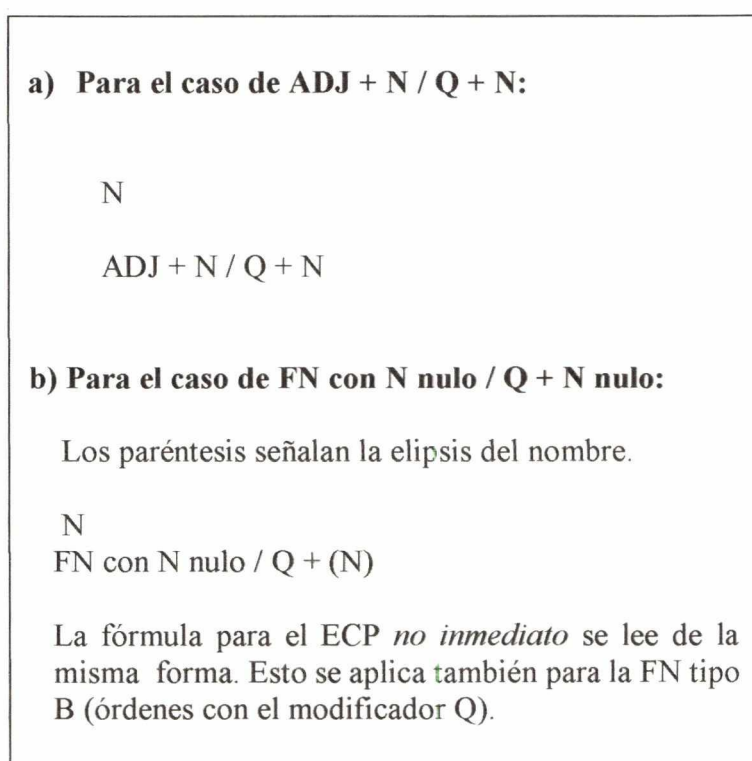 a) Para el caso de ADJ + N / Q + N:
N
ADJ + N / Q + N
b) Para el caso de FN con N nulo / Q + N nulo:
Los paréntesis señalan la elipsis del nombre.
N
FN con N nulo / Q + (N)
La fórmula para el ECP no inmediato se lee de la
misma forma. Esto se aplica también para la FN tipo
B (órdenes con el modificador Q).